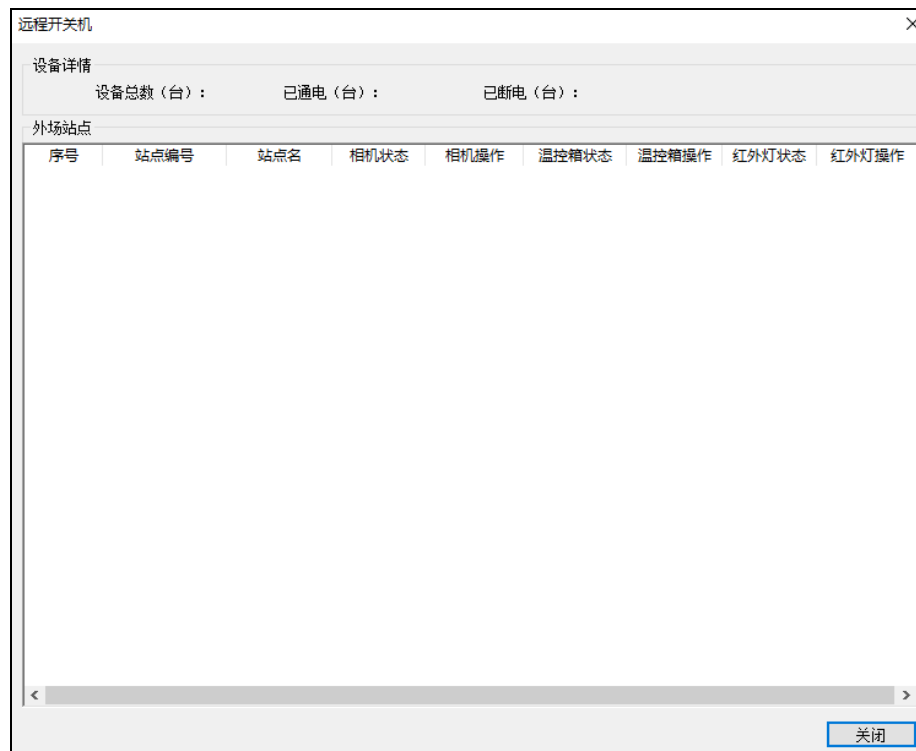 远程开关机
设备详情
设备总数（台）： 已通电（台）： 已断电（台）：
外场站点
序号 站点编号 站点名 相机状态 相机操作 温控箱状态 温控箱操作 红外灯状态 红外灯操作
关闭